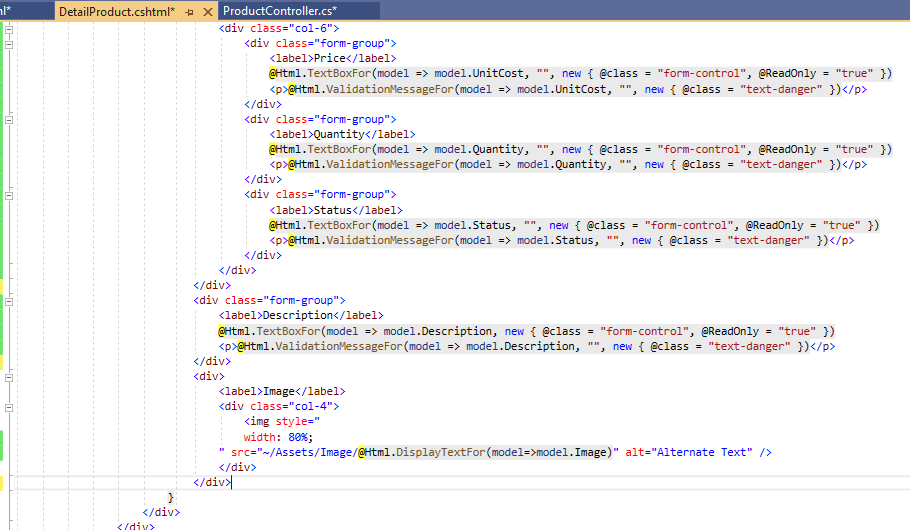 nl* DetailProduct.cshtml* ProductController.cs*
<div class="col-6">
<div class="form-group">
<label>Price</label>
@Html.TextBoxFor(model => model.UnitCost, "", new { @class = "form-control", @ReadOnly = "true" })
<p>@Html.ValidationMessageFor(model => model.UnitCost, "", new { @class = "text-danger" })</p>
</div>
<div class="form-group">
<label>Quantity</label>
@Html.TextBoxFor(model => model.Quantity, "", new { @class = "form-control", @ReadOnly = "true" })
<p>@Html.ValidationMessageFor(model => model.Quantity, "", new { @class = "text-danger" })</p>
</div>
<div class="form-group">
<label>Status</label>
@Html.TextBoxFor(model => model.Status, "", new { @class = "form-control", @ReadOnly = "true" })
<p>@Html.ValidationMessageFor(model => model.Status, "", new { @class = "text-danger" })</p>
</div>
</div>
</div>
<div class="form-group">
<label>Description</label>
@Html.TextBoxFor(model => model.Description, new { @class = "form-control", @ReadOnly = "true" })
<p>@Html.ValidationMessageFor(model => model.Description, "", new { @class = "text-danger" })</p>
</div>
<div>
<label>Image</label>
<div class="col-4">
<img style="
width: 80%;
" src="~/Assets/Image/@Html.DisplayTextFor(model=>model.Image)" alt="Alternate Text" />
</div>
</div>
}
</div>
</div>